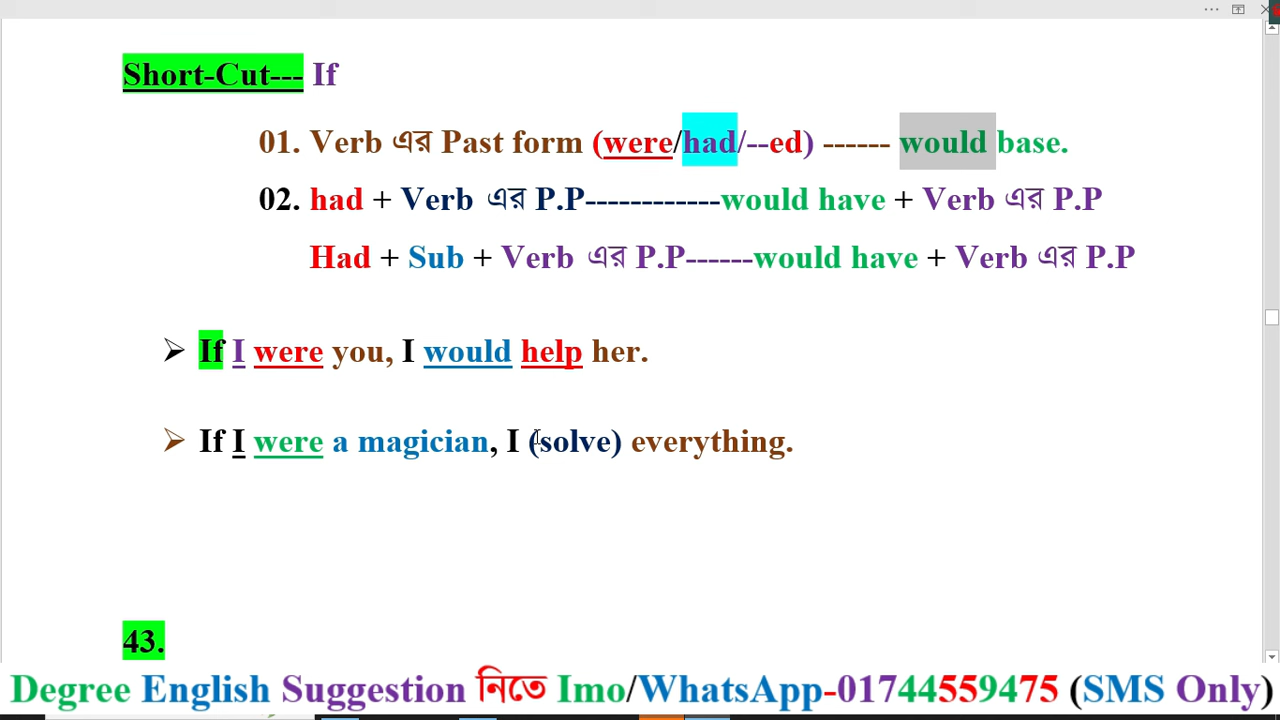 Short-Cut--- If
01. Verb এর Past form (were/had/--ed) ------ would base.
02. had + Verb এর P.P------------would have + Verb এর P.P
Had + Sub + Verb এর P.P------would have + Verb এর P.P
➢ If I were you, I would help her.
➢ If I were a magician, I (solve) everything.
43.
Degree English Suggestion নিতে Imo/WhatsApp-01744559475 (SMS Only)